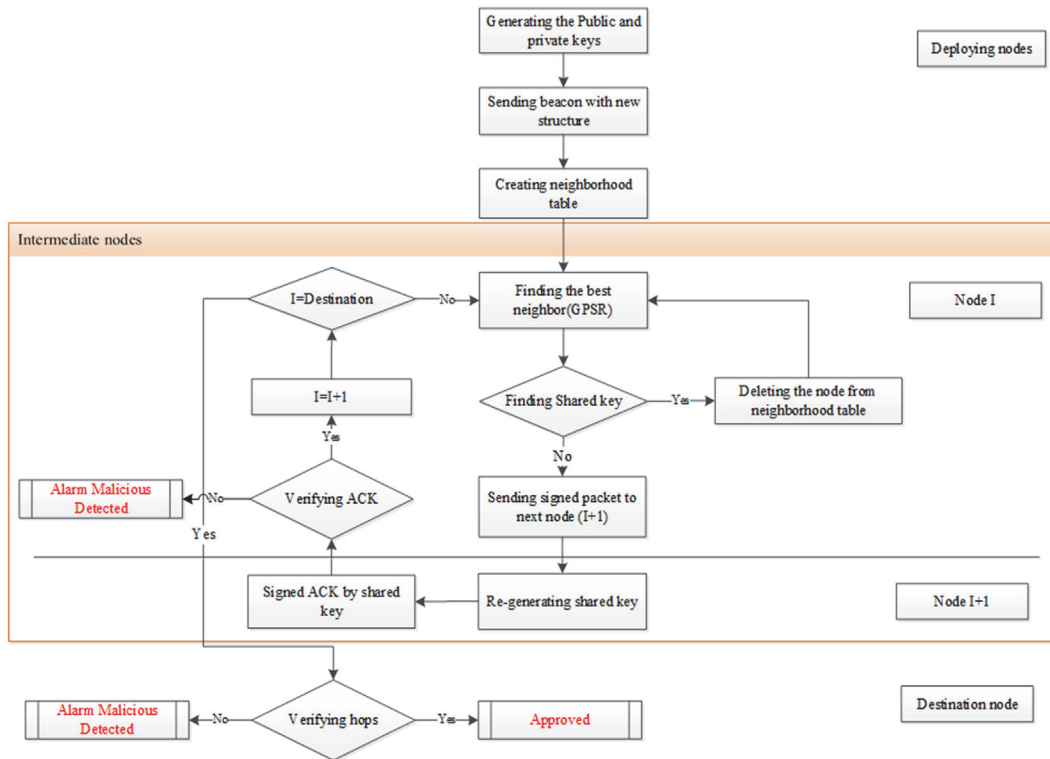 Generating the Public and
private keys
Deploying nodes
Sending beacon with new
structure
Creating neighborhood
table
Intermediate nodes
I=Destination
No
Finding the best
neighbor(GPSR)
Node I
I=I+1
Finding Shared key
Yes
Deleting the node from
neighborhood table
Yes
No
Alarm Malicious
Detected
No
Verifying ACK
Sending signed packet to
next node (I+1)
Yes
Signed ACK by shared
key
Re-generating shared key
Node I+1
Alarm Malicious
Detected
No
Verifying hops
Yes
Approved
Destination node